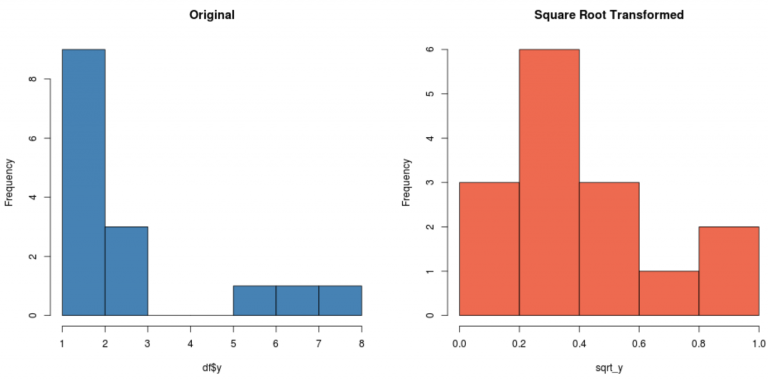 Original
Frequency
0
2
4
6
8
1 2 3 4 5 6 7 8
df$y
Square Root Transformed
Frequency
0
1
2
3
4
5
6
0.0 0.2 0.4 0.6 0.8 1.0
sqrt_y